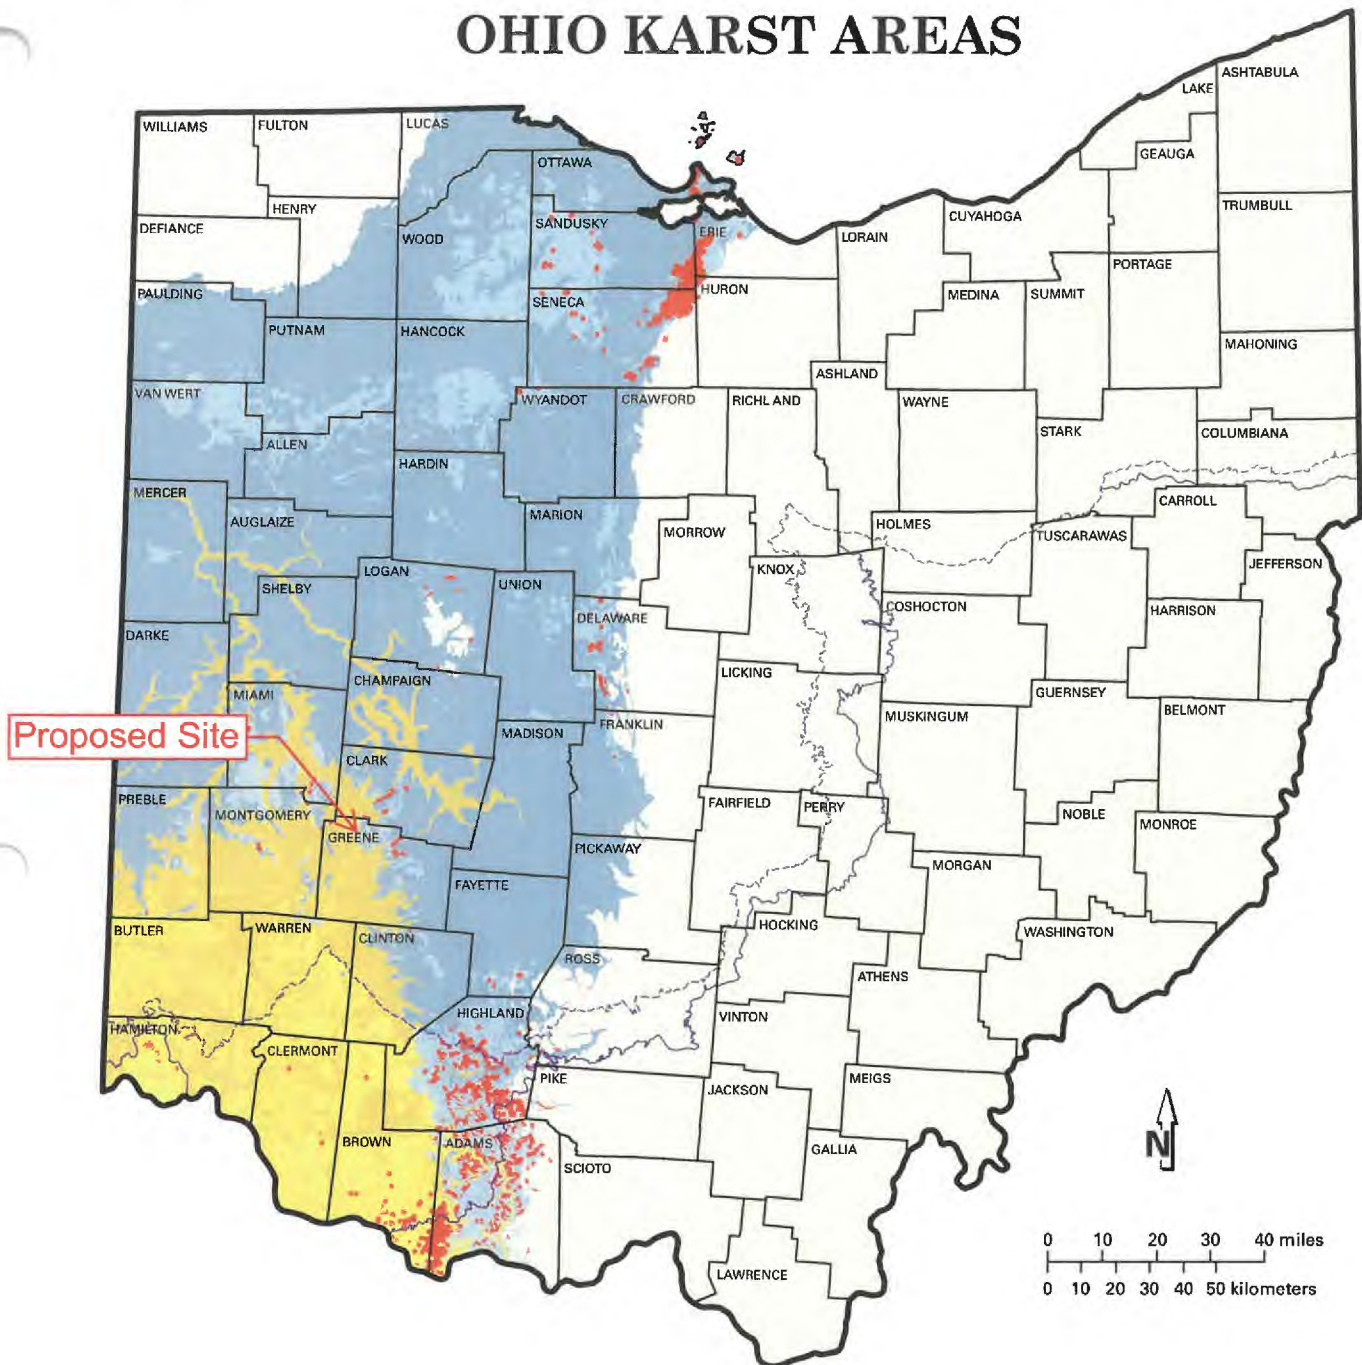 OHIO KARST AREAS
WILLIAMS
FULTON
LUCAS
LAKE
ASHTABULA
GEAUGA
OTTAWA
HENRY
DEFIANCE
WOOD
SANDUSKY
ERIE
LORAIN
CUYAHOGA
TRUMBULL
PORTAGE
PAULDING
SENECA
HURON
MEDINA
SUMMIT
PUTNAM
HANCOCK
MAHONING
ASHLAND
VAN WERT
WYANDOT
CRAWFORD
RICHLAND
WAYNE
STARK
COLUMBIANA
ALLEN
HARDIN
MERCER
AUGLAIZE
MARION
MORROW
HOLMES
TUSCARAWAS
CARROLL
JEFFERSON
LOGAN
UNION
KNOX
SHELBY
DELAWARE
COSHOCTON
HARRISON
DARKE
CHAMPAIGN
LICKING
GUERNSEY
BELMONT
MIAMI
FRANKLIN
MUSKINGUM
MADISON
Proposed Site
CLARK
PREBLE
MONTGOMERY
GREENE
FAIRFIELD
PERRY
NOBLE
MONROE
PICKAWAY
MORGAN
FAYETTE
BUTLER
WARREN
CLINTON
HOCKING
WASHINGTON
ROSS
ATHENS
HIGHLAND
VINTON
HAMILTON
CLERMONT
PIKE
JACKSON
MEIGS
BROWN
ADAMS
GALLIA
SCIOTO
N
LAWRENCE
0 10 20 30 40 miles
0 10 20 30 40 50 kilometers